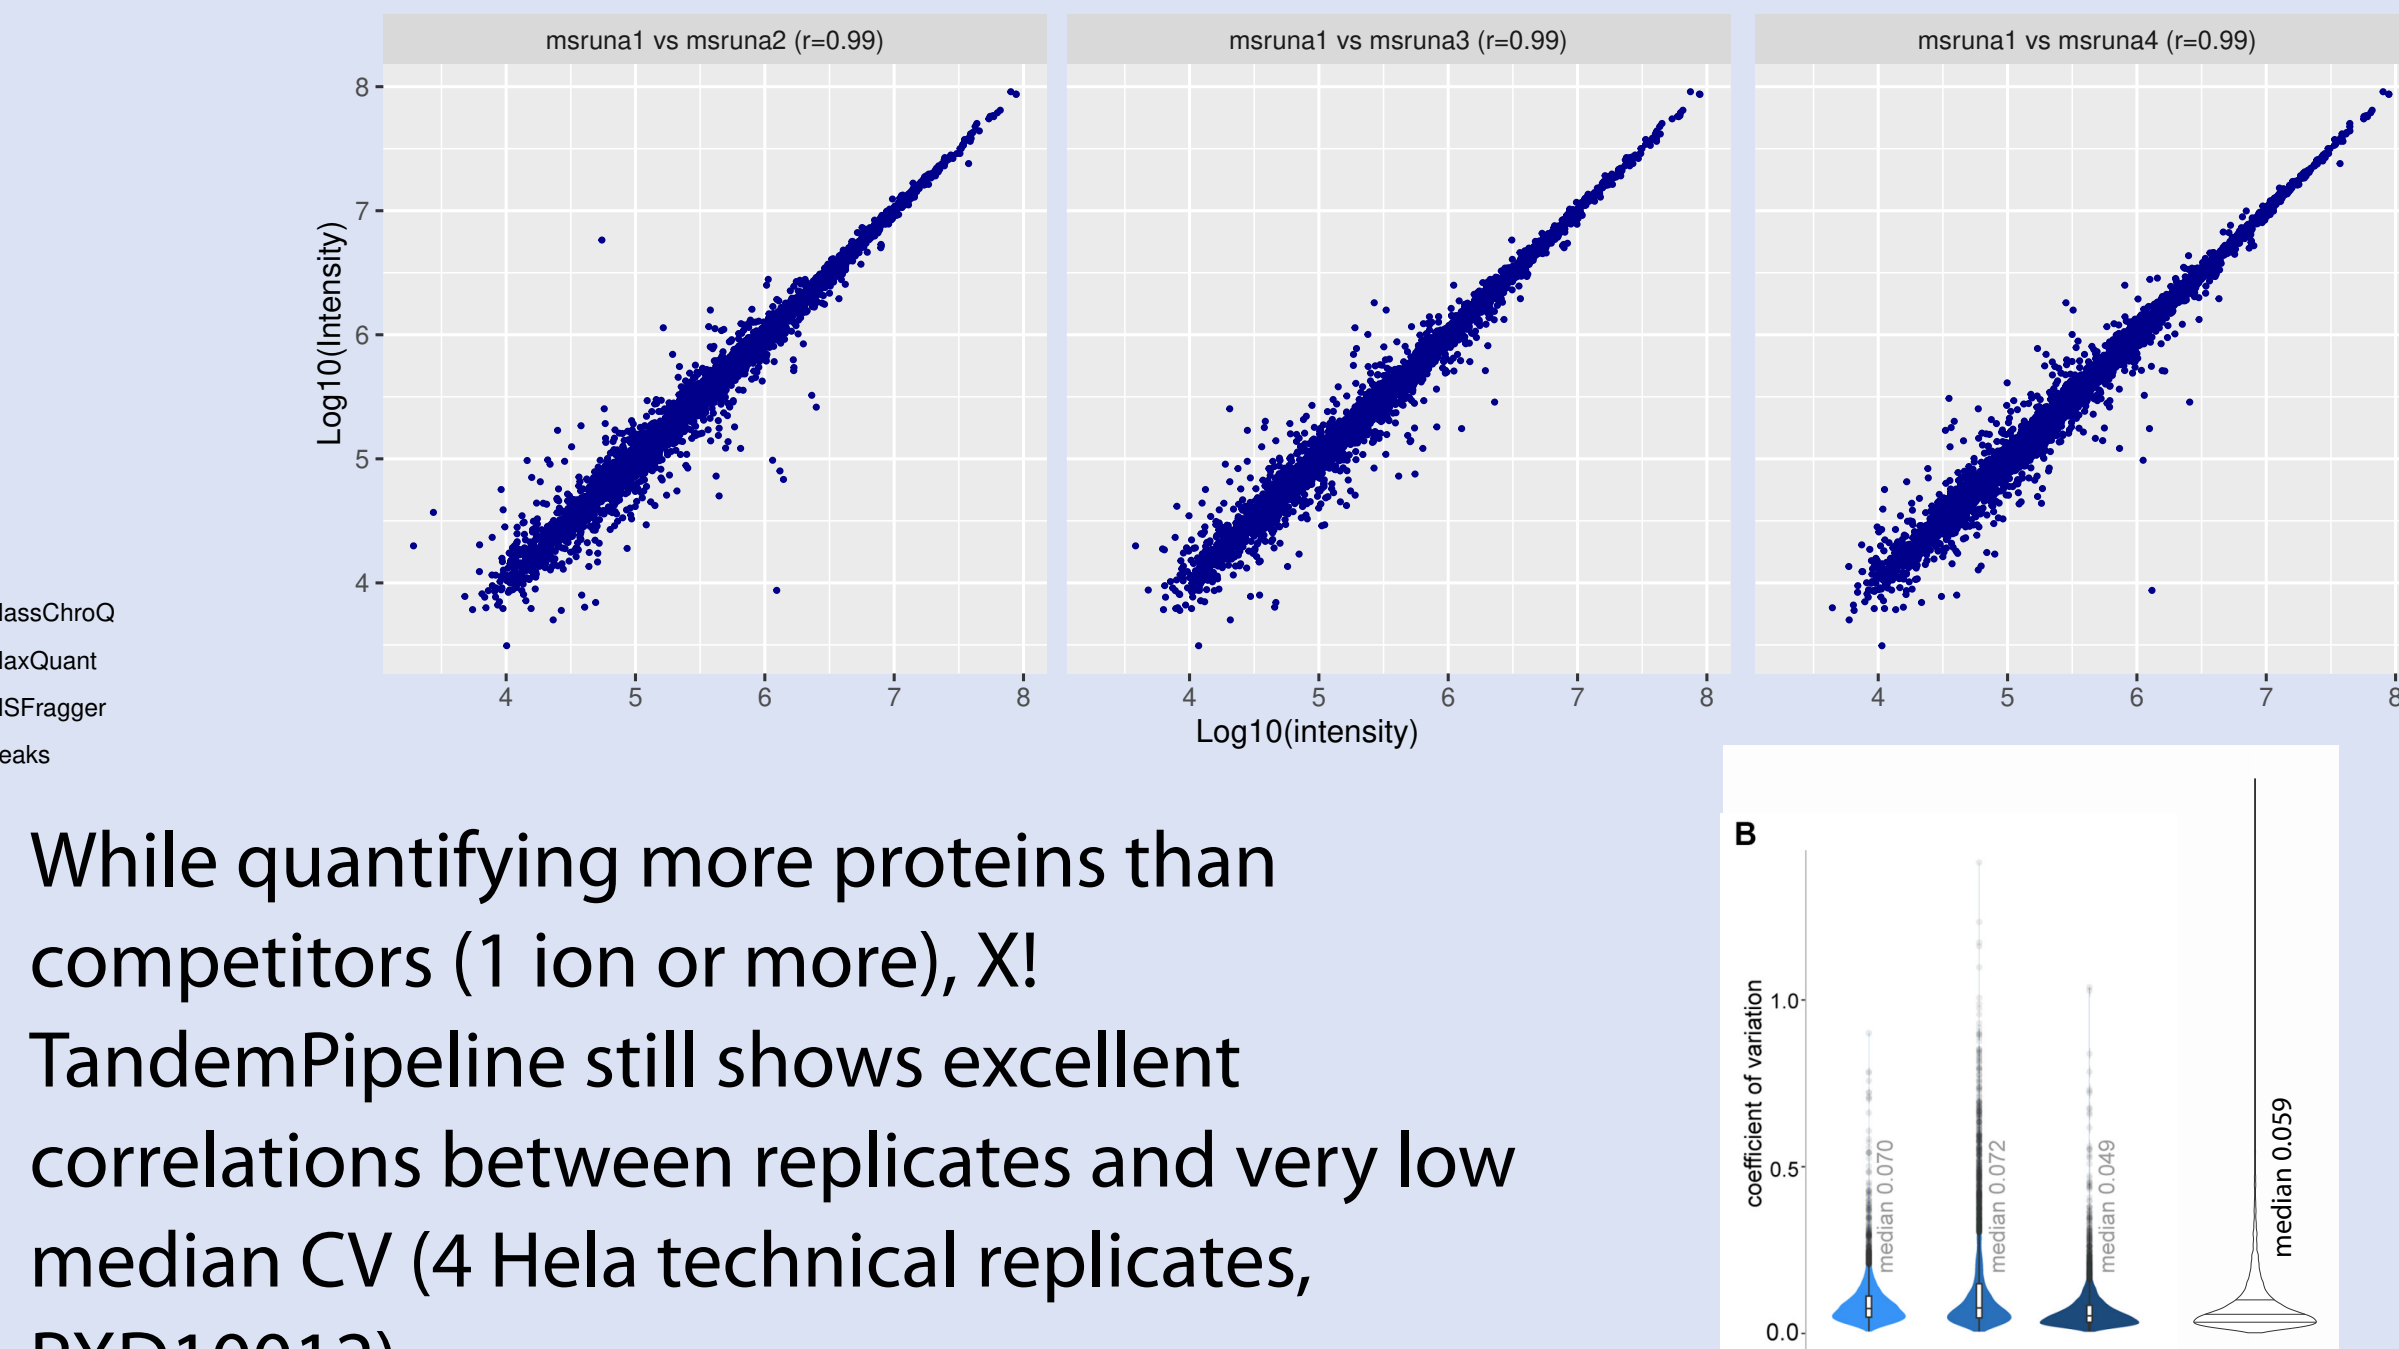 msruna1 vs msruna2 (r=0.99)
msruna1 vs msruna3 (r=0.99)
msruna1 vs msruna4 (r=0.99)
Log10(Intensity)
8
7
6
5
4
4 5 6 7 8
4 5 6 7 8
4 5 6 7 8
Log10(intensity)
assChroQ
axQuant
SFragger
eaks
While quantifying more proteins than
competitors (1 ion or more), X!
TandemPipeline still shows excellent
correlations between replicates and very low
median CV (4 Hela technical replicates,
B
coefficient of variation
1.0
0.5
0.0
median 0.070
median 0.072
median 0.049
median 0.059